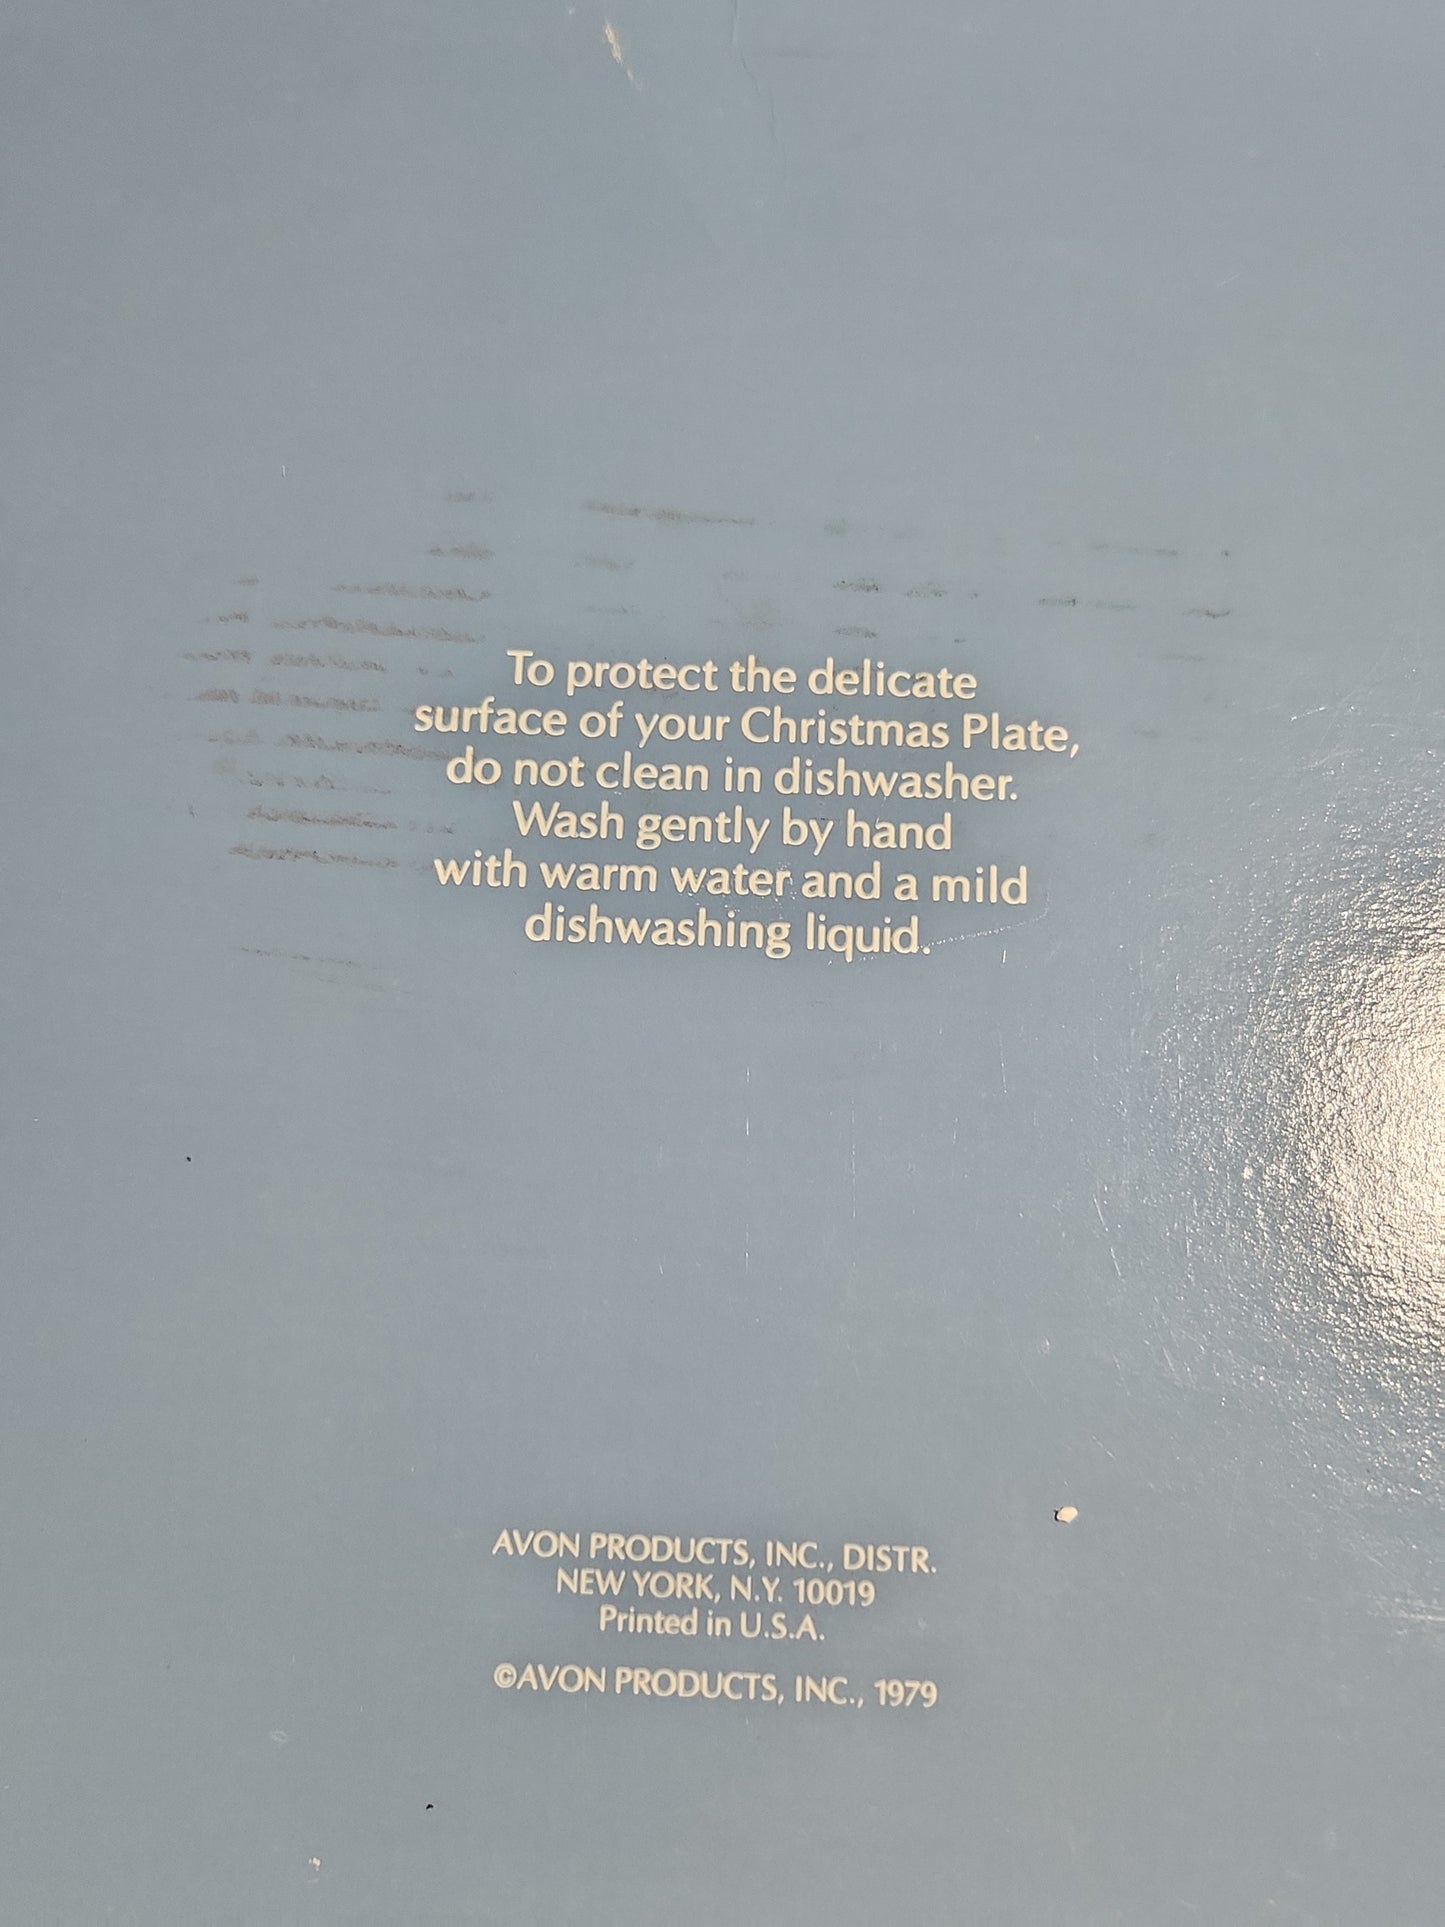 To protect the delicate
surface of your Christmas Plate,
do not clean in dishwasher.
Wash gently by hand
with warm water and a mild
dishwashing liquid.
AVON PRODUCTS, INC., DISTR.
NEW YORK, N.Y. 10019
Printed in U.S.A.
©AVON PRODUCTS, INC., 1979